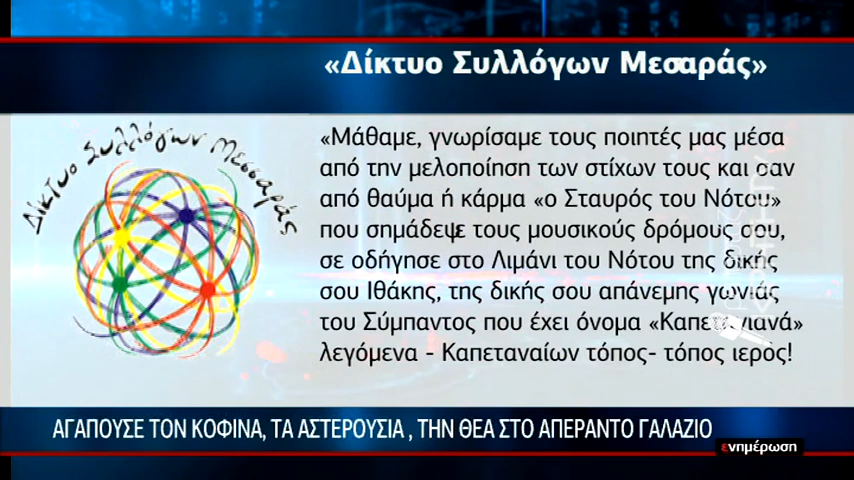 «Δίκτυο Συλλόγων Μεσαράς»
Δίκτυο Συλλόγων Μεσσαράς
«Μάθαμε, γνωρίσαμε τους ποιητές μας μέσα
από την μελοποίηση των στίχων τους και σαν
από θαύμα ή κάρμα «ο Σταυρός του Νότου»
που σημάδεψε τους μουσικούς δρόμους σου,
σε οδήγησε στο Λιμάνι του Νότου της δικής
σου Ιθάκης, της δικής σου απάνεμης γωνιάς
του Σύμπαντος που έχει όνομα «Καπετανιανά»
λεγόμενα - Καπεταναίων τόπος- τόπος ιερός!
ΑΓΑΠΟΥΣΕ ΤΟΝ ΚΟΦΙΝΑ, ΤΑ ΑΣΤΕΡΟΥΣΙΑ , ΤΗΝ ΘΕΑ ΣΤΟ ΑΠΕΡΑΝΤΟ ΓΑΛΑΖΙΟ
ενημέρωση